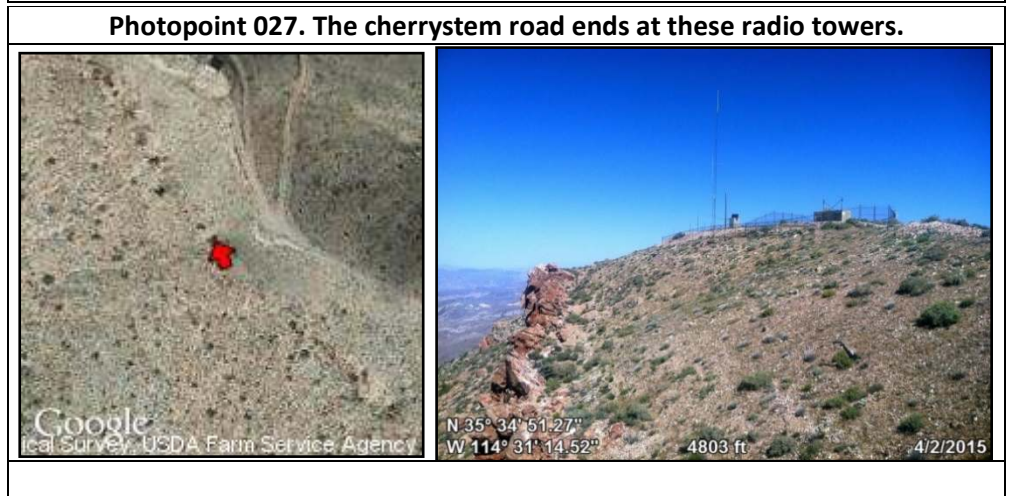 Photopoint 027. The cherrystem road ends at these radio towers.
Google
ical Survey, USDA Farm Service Agency
N 35° 34' 51.27"
W 114° 31' 14.52" 4803 ft 4/2/2015